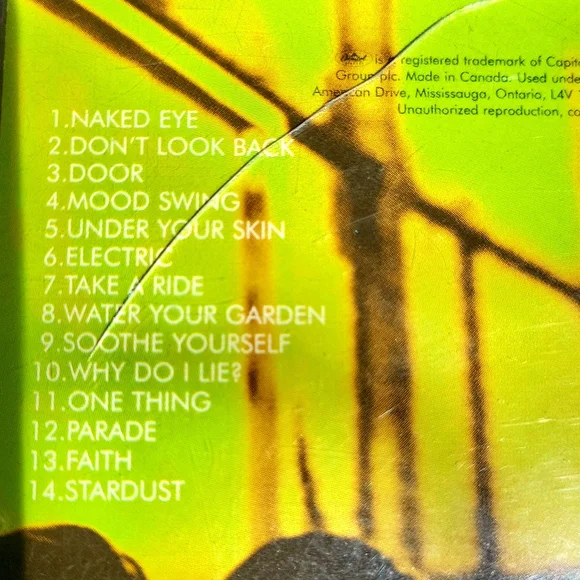 is a registered trademark of Capitol
Group plc. Made in Canada. Used unde
American Drive, Mississauga, Ontario, L4V
Unauthorized reproduction, co
1.NAKED EYE
2.DON'T LOOK BACK
3.DOOR
4.MOOD SWING
5.UNDER YOUR SKIN
6.ELECTRIC
7.TAKE A RIDE
8.WATER YOUR GARDEN
9.SOOTHE YOURSELF
10.WHY DO I LIE?
11.ONE THING
12.PARADE
13.FAITH
14.STARDUST